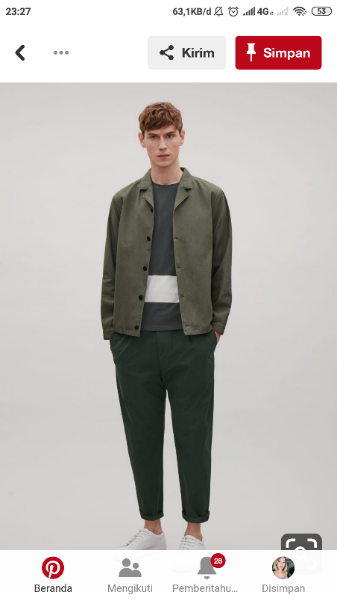 23:27 63,1KB/d 4G 53
Kirim Simpan
Beranda Mengikuti Pemberitahu... Disimpan
28